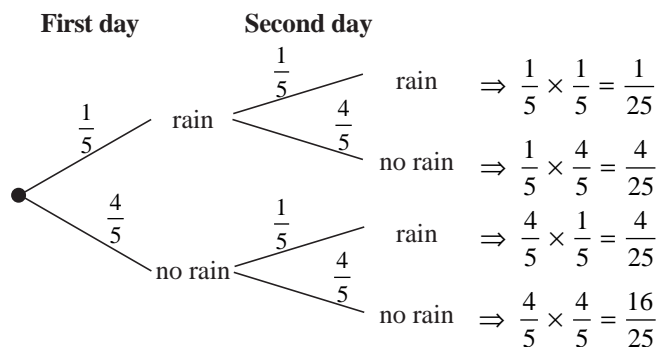 First day Second day
1/5 rain ⇒ 1/5 × 1/5 = 1/25
1/5 rain
4/5 no rain ⇒ 1/5 × 4/5 = 4/25
4/5 no rain
1/5 rain ⇒ 4/5 × 1/5 = 4/25
4/5 no rain ⇒ 4/5 × 4/5 = 16/25